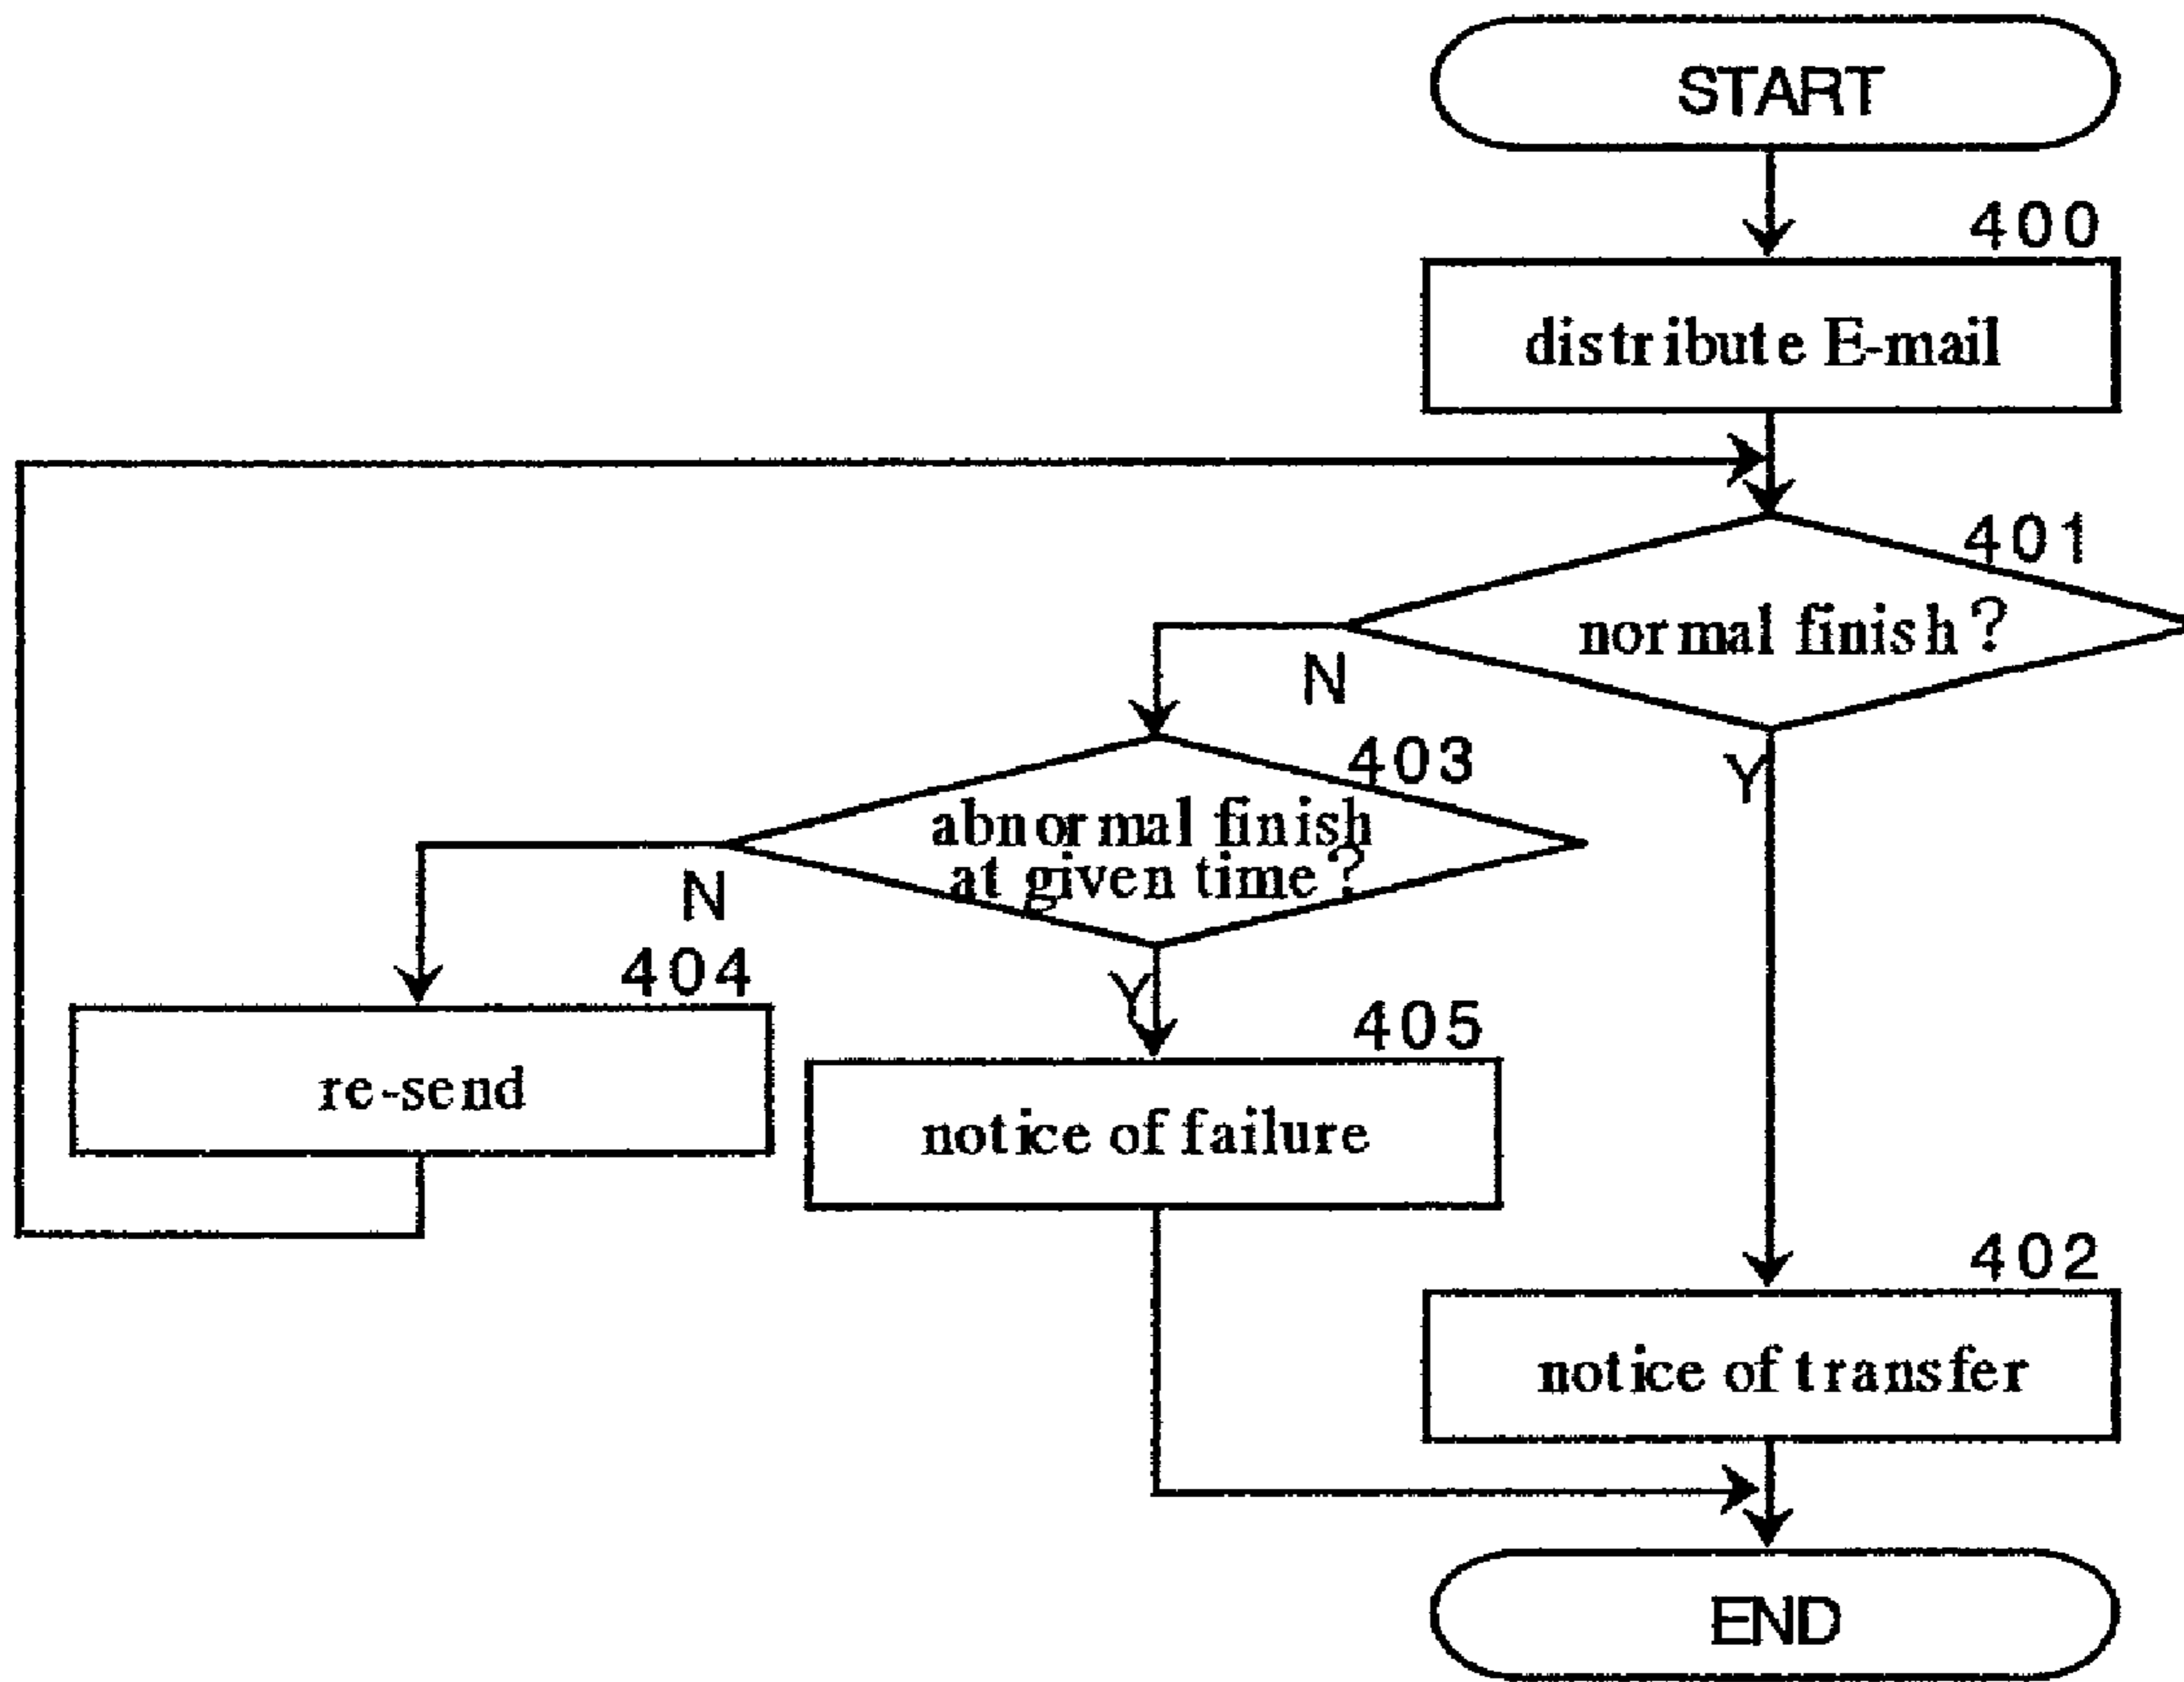 START
400
distribute E-mail
401
normal finish?
N
Y
403
abnormal finish
at given time?
N
Y
404
re-send
405
notice of failure
402
notice of transfer
END